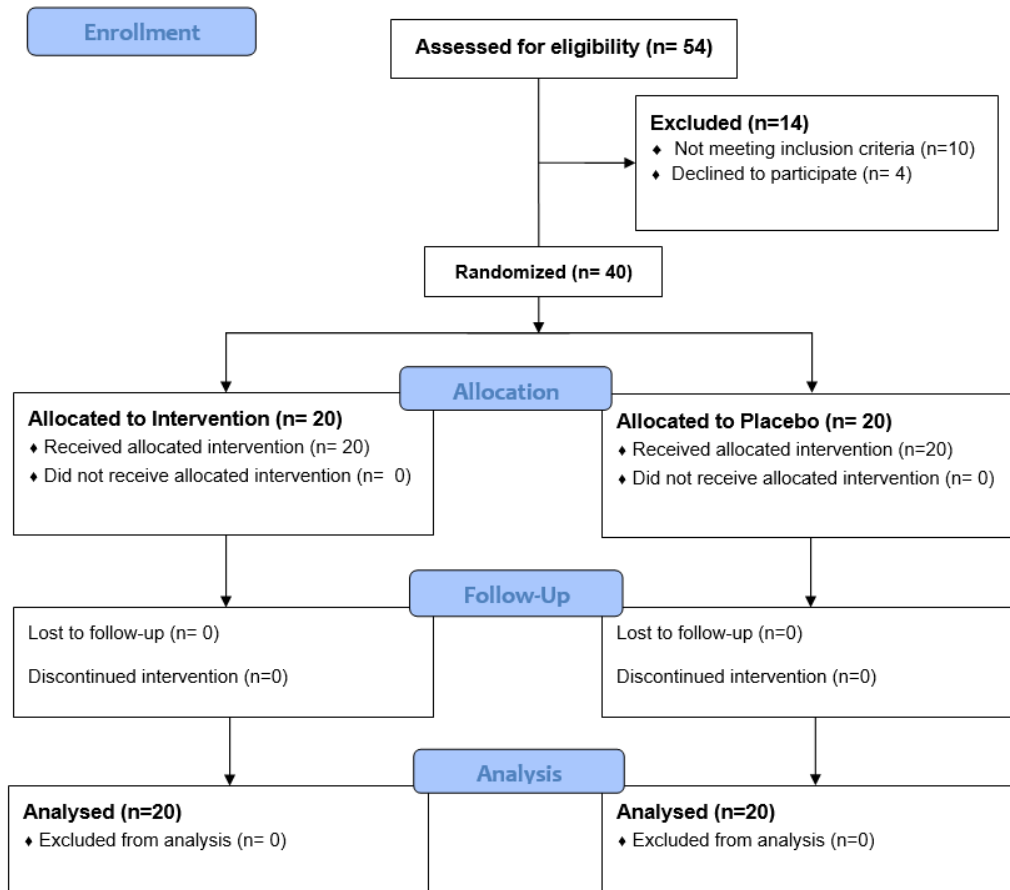 Enrollment
Assessed for eligibility (n= 54)
Excluded (n=14)
♦ Not meeting inclusion criteria (n=10)
♦ Declined to participate (n= 4)
Randomized (n= 40)
Allocation
Allocated to Intervention (n= 20)
♦ Received allocated intervention (n= 20)
♦ Did not receive allocated intervention (n=  0)
Allocated to Placebo (n= 20)
♦ Received allocated intervention (n=20)
♦ Did not receive allocated intervention (n= 0)
Follow-Up
Lost to follow-up (n= 0)
Discontinued intervention (n=0)
Lost to follow-up (n=0)
Discontinued intervention (n=0)
Analysis
Analysed (n=20)
♦ Excluded from analysis (n= 0)
Analysed (n=20)
♦ Excluded from analysis (n=0)